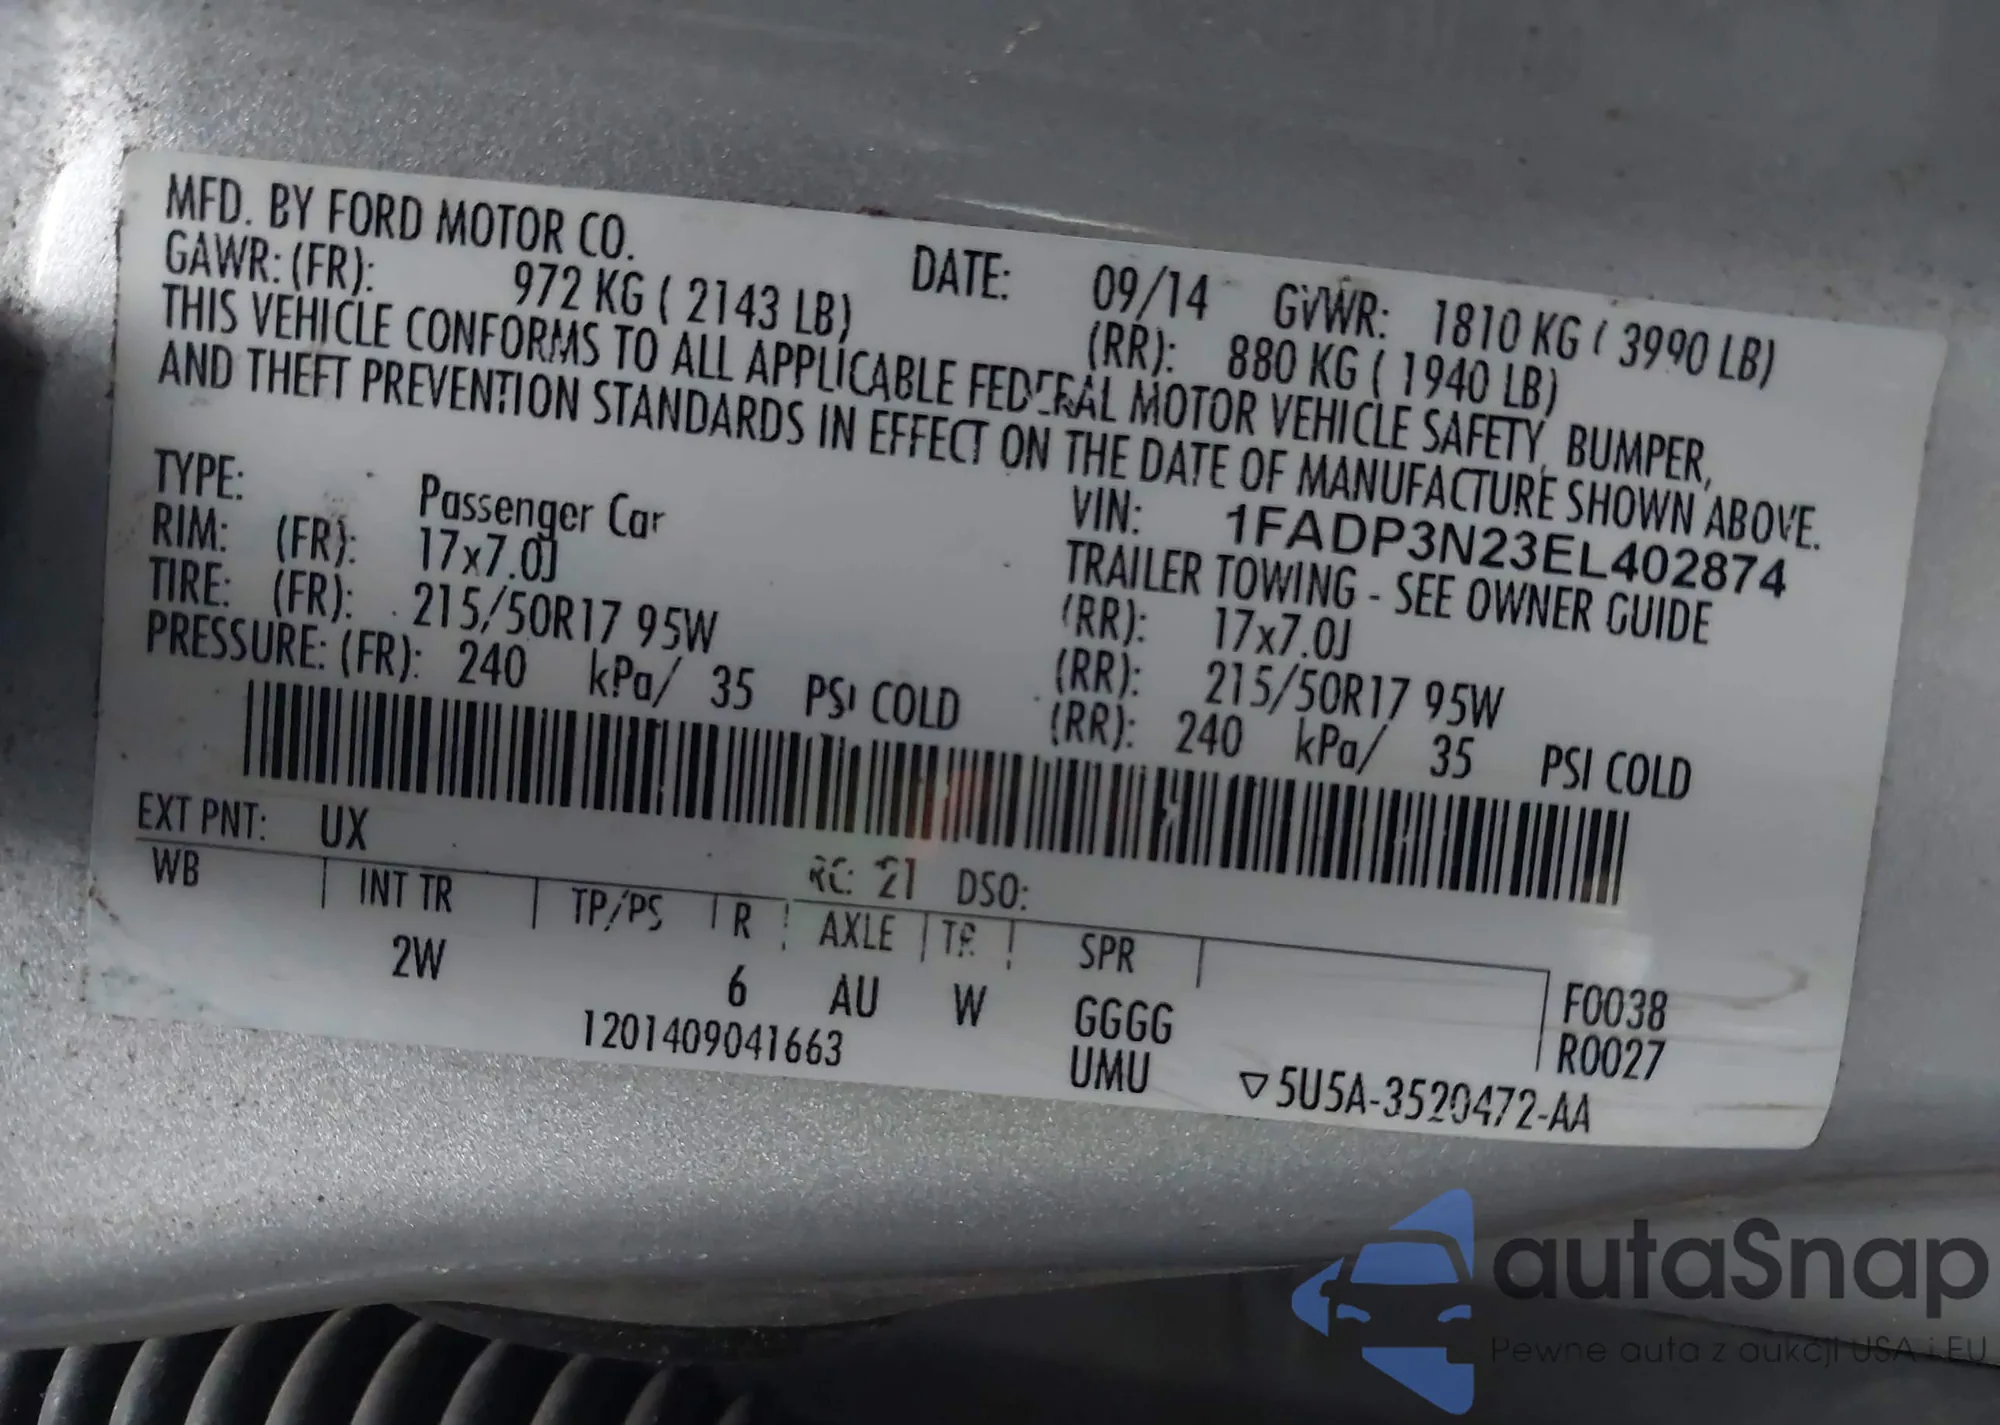 MFD. BY FORD MOTOR CO. DATE: 09/14 GVWR: 1810 KG ( 3990 LB)
GAWR: (FR): 972 KG ( 2143 LB) (RR): 880 KG ( 1940 LB)
THIS VEHICLE CONFORMS TO ALL APPLICABLE FEDERAL MOTOR VEHICLE SAFETY, BUMPER,
AND THEFT PREVENTION STANDARDS IN EFFECT ON THE DATE OF MANUFACTURE SHOWN ABOVE.
VIN: 1FADP3N23EL402874
TYPE: Passenger Car TRAILER TOWING - SEE OWNER GUIDE
RIM: (FR): 17x7.0J (RR): 17x7.0J
TIRE: (FR): 215/50R17 95W (RR): 215/50R17 95W
PRESSURE: (FR): 240 kPa/ 35 PSI COLD (RR): 240 kPa/ 35 PSI COLD
EXT PNT: UX RC: 21 DSO:
WB INT TR TP/PS R AXLE TR SPR
2W 6 AU W GGGG F0038
1201409041663 UMU R0027
▽5U5A-3520472-AA
autaSnap
Pewne auta z aukcji USA i EU